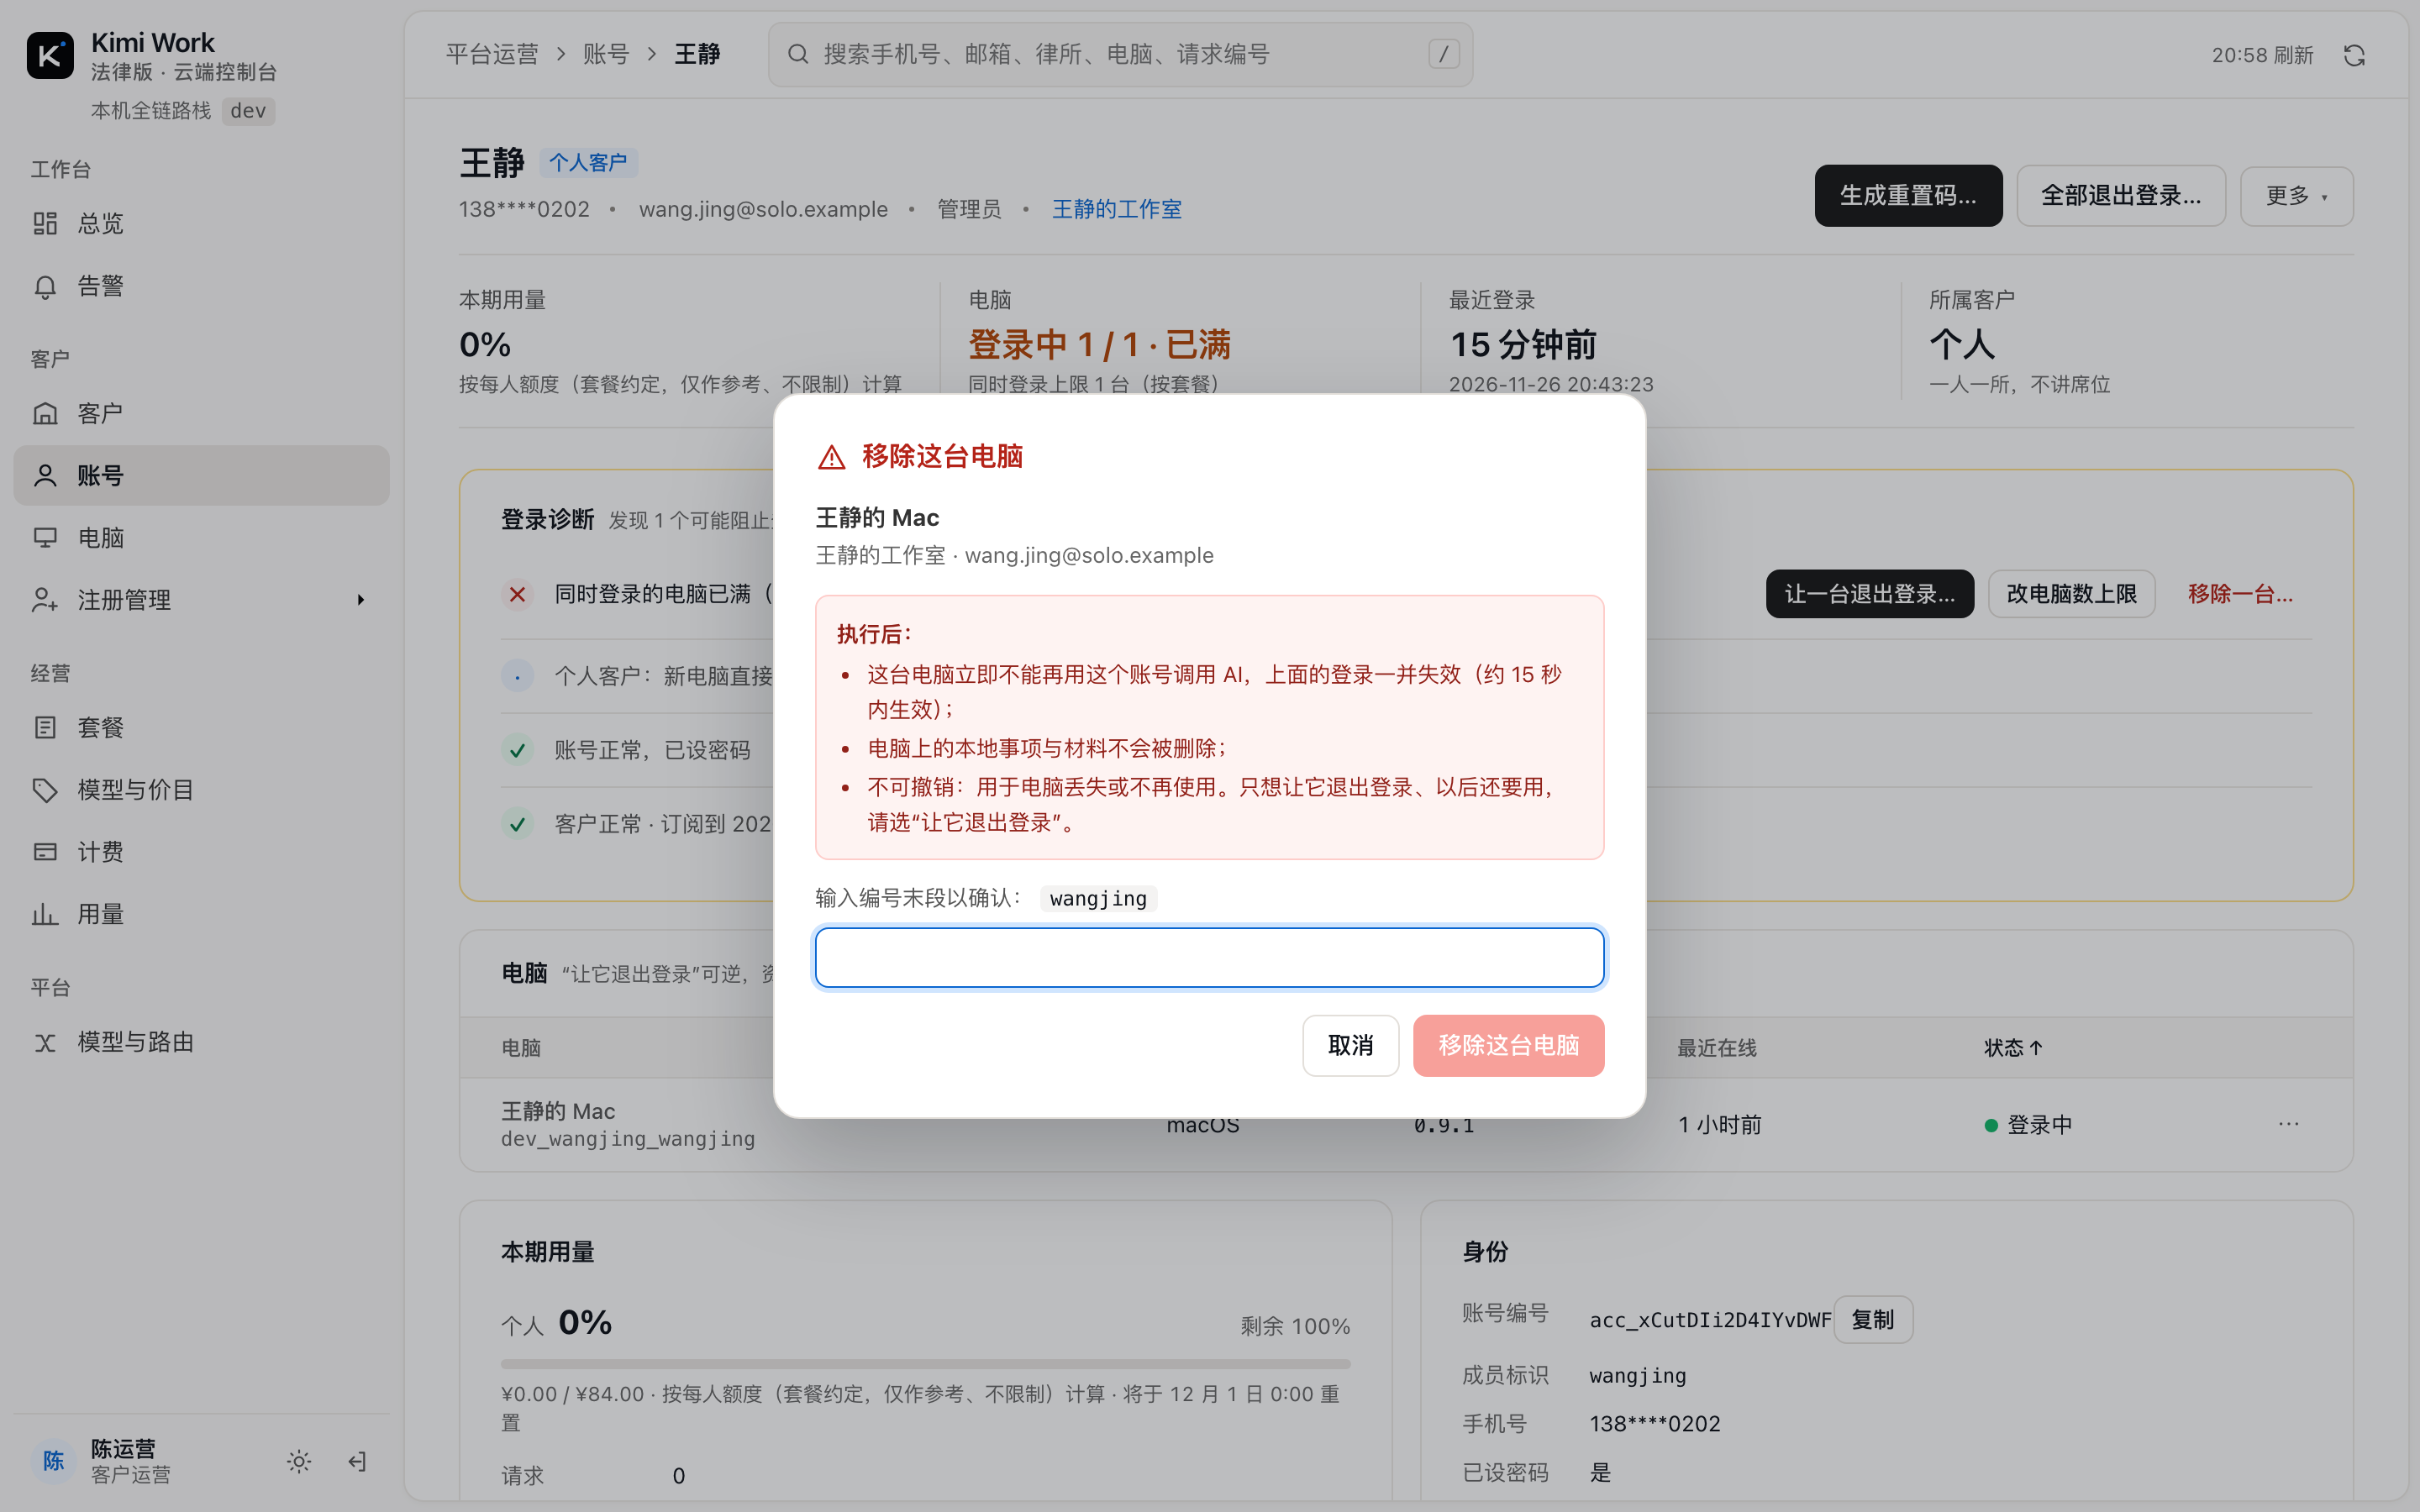 Kimi Work
法律版 · 云端控制台
本机全链路栈 dev
工作台
总览
告警
客户
客户
账号
电脑
注册管理
经营
套餐
模型与价目
计费
用量
平台
模型与路由
陈
陈运营
客户运营
平台运营 > 账号 > 王静
搜索手机号、邮箱、律所、电脑、请求编号
/
20:58 刷新
王静 个人客户
138****0202 • wang.jing@solo.example • 管理员 • 王静的工作室
生成重置码...
全部退出登录...
更多
本期用量
0%
按每人额度（套餐约定，仅作参考、不限制）计算
电脑
登录中 1 / 1 · 已满
同时登录上限 1 台（按套餐）
最近登录
15 分钟前
2026-11-26 20:43:23
所属客户
个人
一人一所，不讲席位
登录诊断 发现 1 个可能阻止
同时登录的电脑已满（
让一台退出登录...
改电脑数上限
移除一台...
个人客户：新电脑直接
账号正常，已设密码
客户正常 · 订阅到 202
移除这台电脑
王静的 Mac
王静的工作室 · wang.jing@solo.example
执行后：
• 这台电脑立即不能再用这个账号调用 AI，上面的登录一并失效（约 15 秒
内生效）；
• 电脑上的本地事项与材料不会被删除；
• 不可撤销：用于电脑丢失或不再使用。只想让它退出登录、以后还要用，
请选“让它退出登录”。
输入编号末段以确认： wangjing
取消
移除这台电脑
电脑 “让它退出登录”可逆，
电脑
最近在线
状态 ↑
王静的 Mac
dev_wangjing_wangjing
macOS
0.9.1
1 小时前
登录中
...
本期用量
个人 0%
剩余 100%
¥0.00 / ¥84.00 · 按每人额度（套餐约定，仅作参考、不限制）计算 · 将于 12 月 1 日 0:00 重
置
请求 0
身份
账号编号 acc_xCutDIi2D4IYvDWF 复制
成员标识 wangjing
手机号 138****0202
已设密码 是